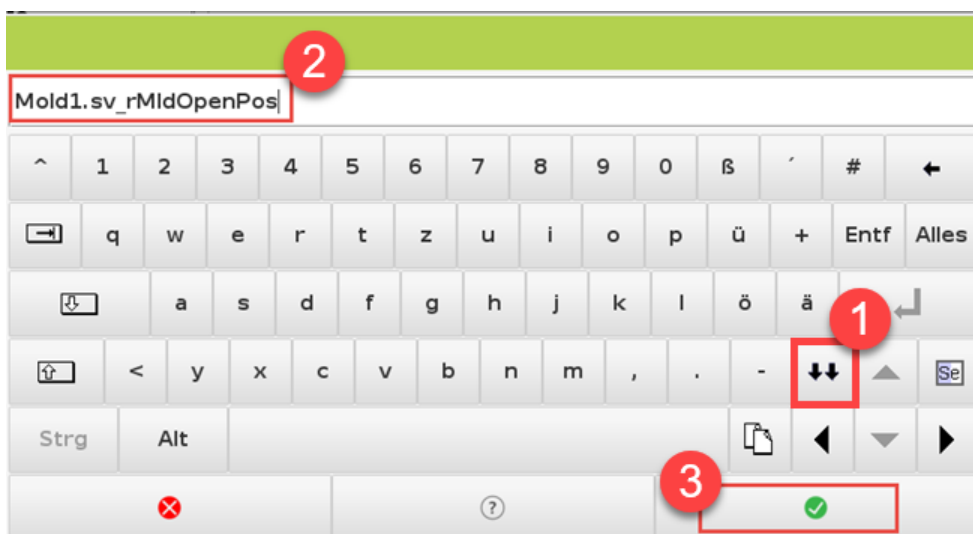 2
Mold1.sv_rMldOpenPos
^ 1 2 3 4 5 6 7 8 9 0 ß ´ #
q w e r t z u i o p ü + Entf Alles
a s d f g h j k l ö ä
1
< y x c v b n m , . - Se
Strg Alt
3
?